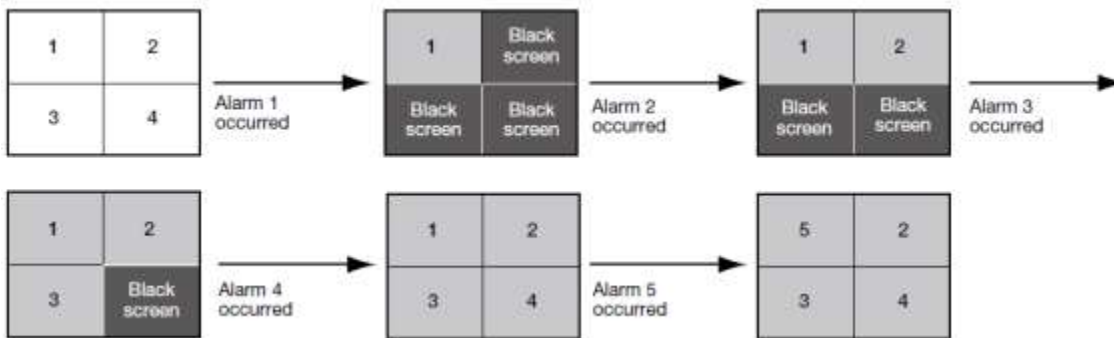 1 2
3 4
Alarm 1
occurred
1 Black
screen
Black
screen
Black
screen
Alarm 2
occurred
1 2
Black
screen
Black
screen
Alarm 3
occurred
1 2
3 Black
screen
Alarm 4
occurred
1 2
3 4
Alarm 5
occurred
5 2
3 4